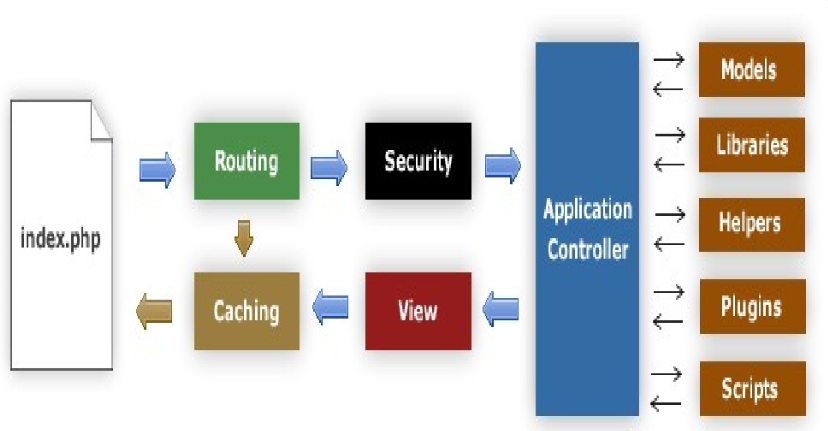 index.php
Routing
Security
Caching
View
Application
Controller
Models
Libraries
Helpers
Plugins
Scripts